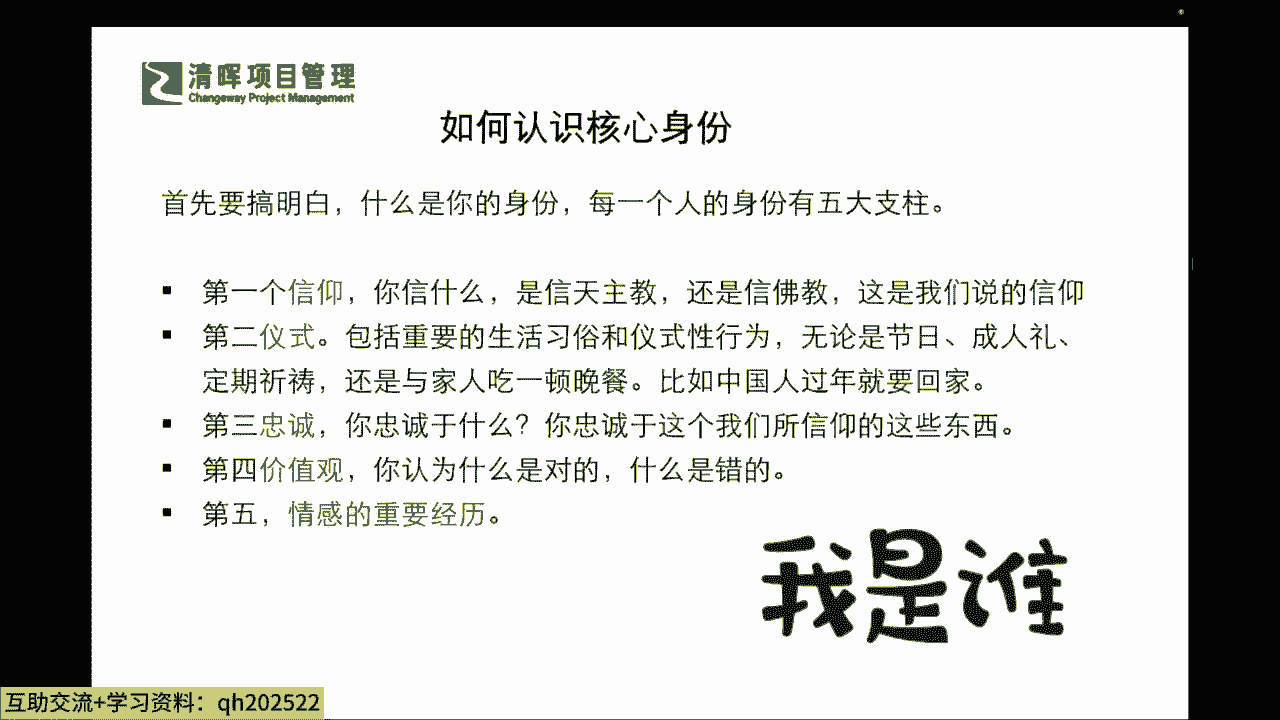 清晖项目管理
Changeway Project Management
如何认识核心身份
首先要搞明白，什么是你的身份，每一个人的身份有五大支柱。
▪ 第一个信仰，你信什么，是信天主教，还是信佛教，这是我们说的信仰
▪ 第二仪式。包括重要的生活习俗和仪式性行为，无论是节日、成人礼、
定期祈祷，还是与家人吃一顿晚餐。比如中国人过年就要回家。
▪ 第三忠诚，你忠诚于什么？你忠诚于这个我们所信仰的这些东西。
▪ 第四价值观，你认为什么是对的，什么是错的。
▪ 第五，情感的重要经历。
我是谁
互助交流+学习资料：qh202522